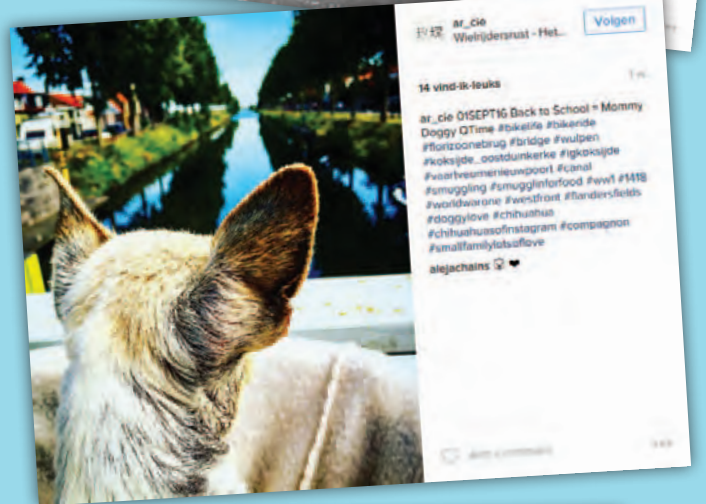 ar_cie
Wielrijdersrust - Het...
Volgen
14 vind-ik-leuks
ar_cie 01SEPT16 Back to School = Mommy
Doggy QTime #bikelife #bikeride
#florizoonebrug #bridge #wulpen
#koksijde_oostduinkerke #igkoksijde
#vaartveurnenieuwpoort #canal
#smuggling #smugglinforfood #ww1 #1418
#worldwarone #westfront #flandersfields
#doggylove #chihuahua
#chihuahuasofinstagram #compagnon
#smallfamilylotsoflove
alejachains